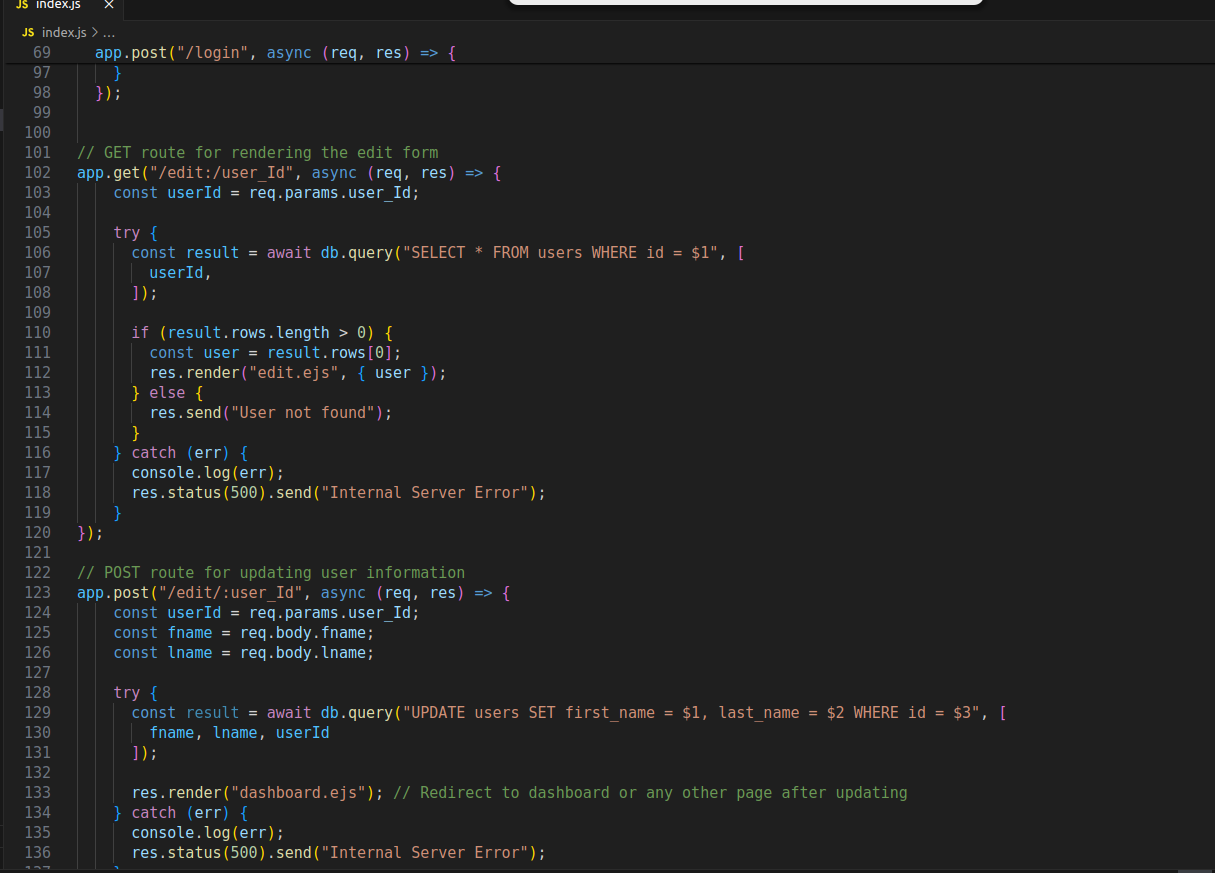 JS index.js ×
JS index.js > ...
69 app.post("/login", async (req, res) => {
97 }
98 });
99
100
101 // GET route for rendering the edit form
102 app.get("/edit:/user_Id", async (req, res) => {
103 const userId = req.params.user_Id;
104
105 try {
106 const result = await db.query("SELECT * FROM users WHERE id = $1", [
107 userId,
108 ]);
109
110 if (result.rows.length > 0) {
111 const user = result.rows[0];
112 res.render("edit.ejs", { user });
113 } else {
114 res.send("User not found");
115 }
116 } catch (err) {
117 console.log(err);
118 res.status(500).send("Internal Server Error");
119 }
120 });
121
122 // POST route for updating user information
123 app.post("/edit/:user_Id", async (req, res) => {
124 const userId = req.params.user_Id;
125 const fname = req.body.fname;
126 const lname = req.body.lname;
127
128 try {
129 const result = await db.query("UPDATE users SET first_name = $1, last_name = $2 WHERE id = $3", [
130 fname, lname, userId
131 ]);
132
133 res.render("dashboard.ejs"); // Redirect to dashboard or any other page after updating
134 } catch (err) {
135 console.log(err);
136 res.status(500).send("Internal Server Error");
137 }